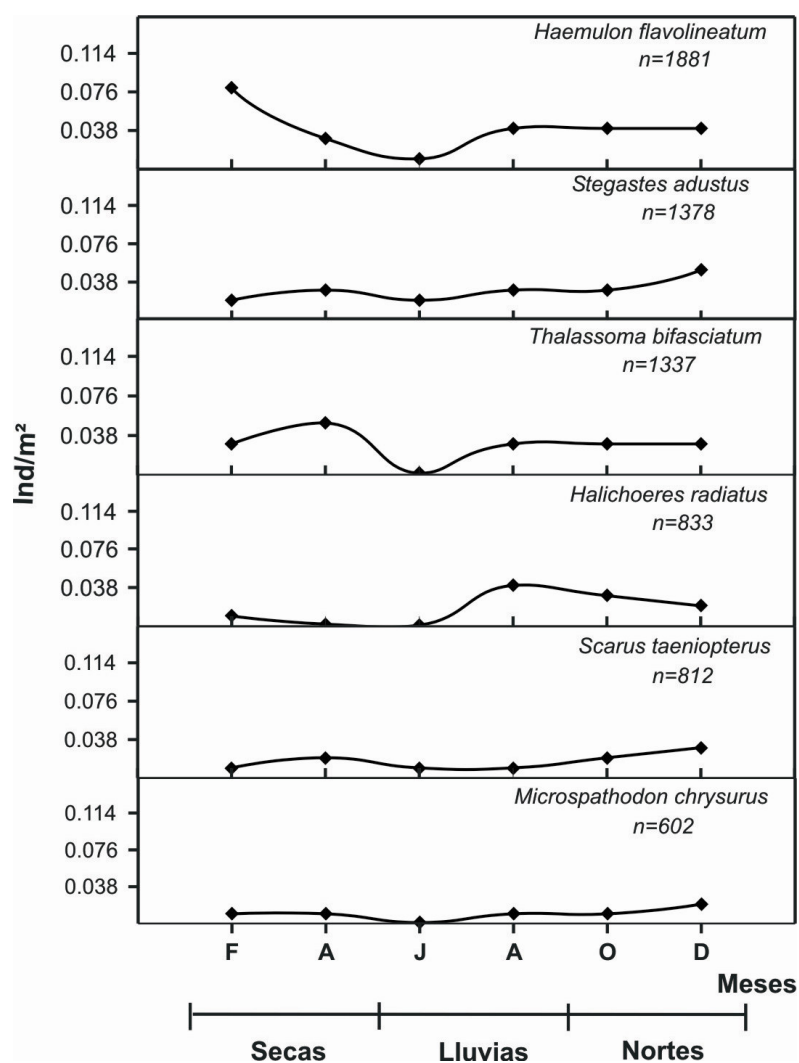 Haemulon flavolineatum
n=1881
0.114
0.076
0.038
Stegastes adustus
n=1378
0.114
0.076
0.038
Thalassoma bifasciatum
n=1337
0.114
0.076
0.038
Ind/m²
Halichoeres radiatus
n=833
0.114
0.076
0.038
Scarus taeniopterus
n=812
0.114
0.076
0.038
Microspathodon chrysurus
n=602
0.114
0.076
0.038
F A J A O D
Meses
Secas Lluvias Nortes